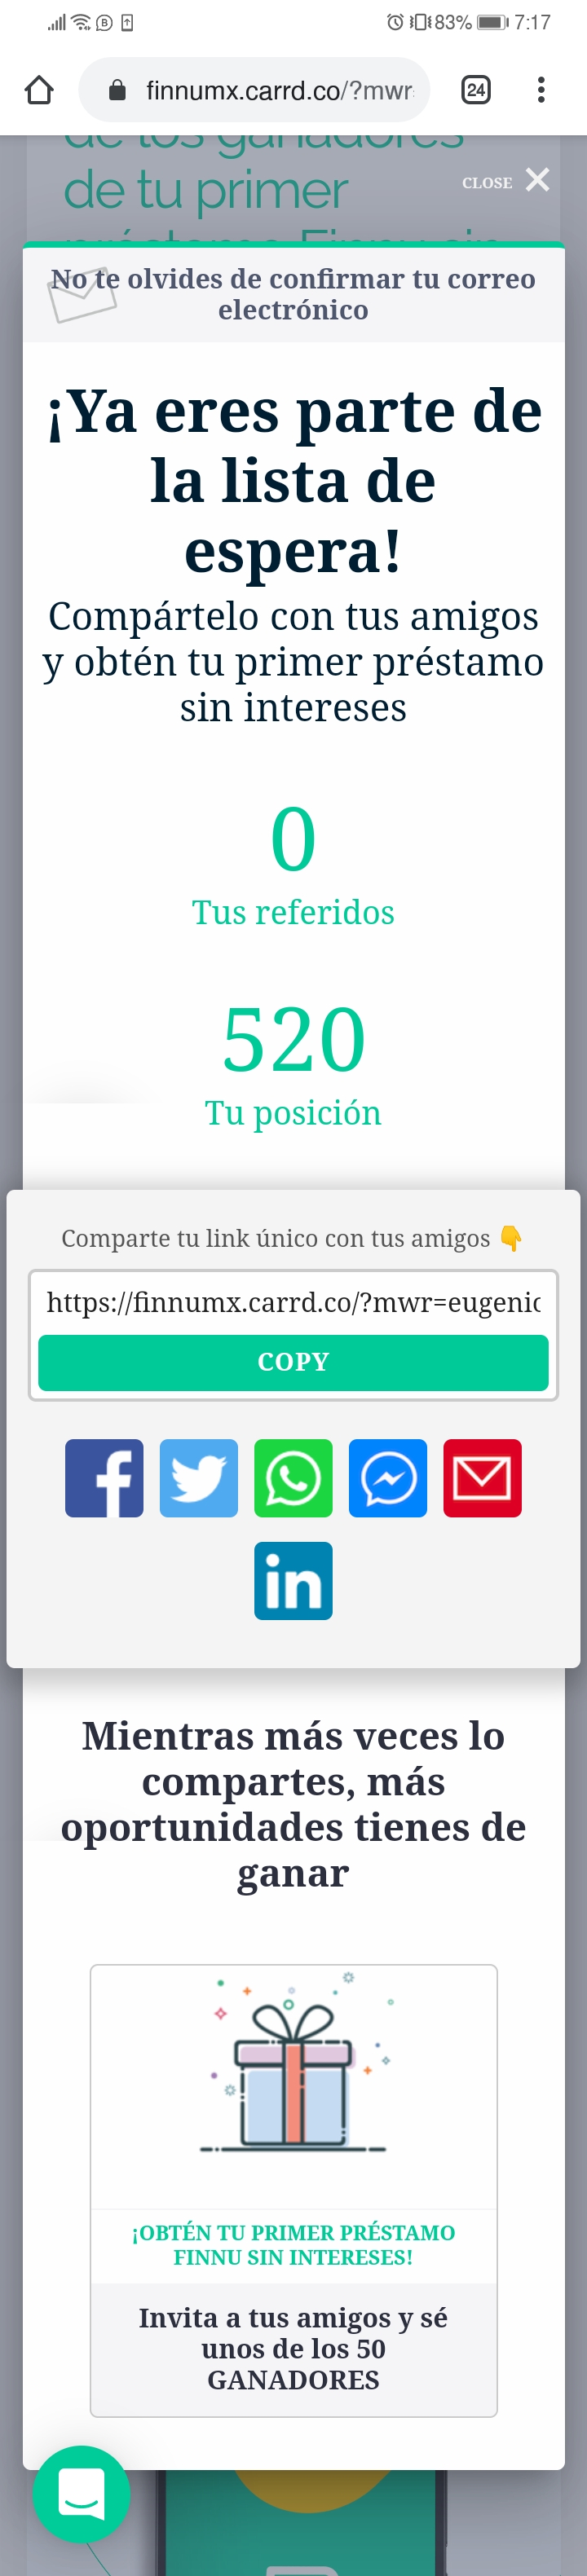 83% 7:17
finnumx.carrd.co/?mwr
24
de los ganadores
de tu primer
CLOSE
préstamo Finnu sin
No te olvides de confirmar tu correo
electrónico
¡Ya eres parte de
la lista de
espera!
Compártelo con tus amigos
y obtén tu primer préstamo
sin intereses
0
Tus referidos
520
Tu posición
Comparte tu link único con tus amigos 👇
https://finnumx.carrd.co/?mwr=eugenio
COPY
Mientras más veces lo
compartes, más
oportunidades tienes de
ganar
¡OBTÉN TU PRIMER PRÉSTAMO
FINNU SIN INTERESES!
Invita a tus amigos y sé
unos de los 50
GANADORES